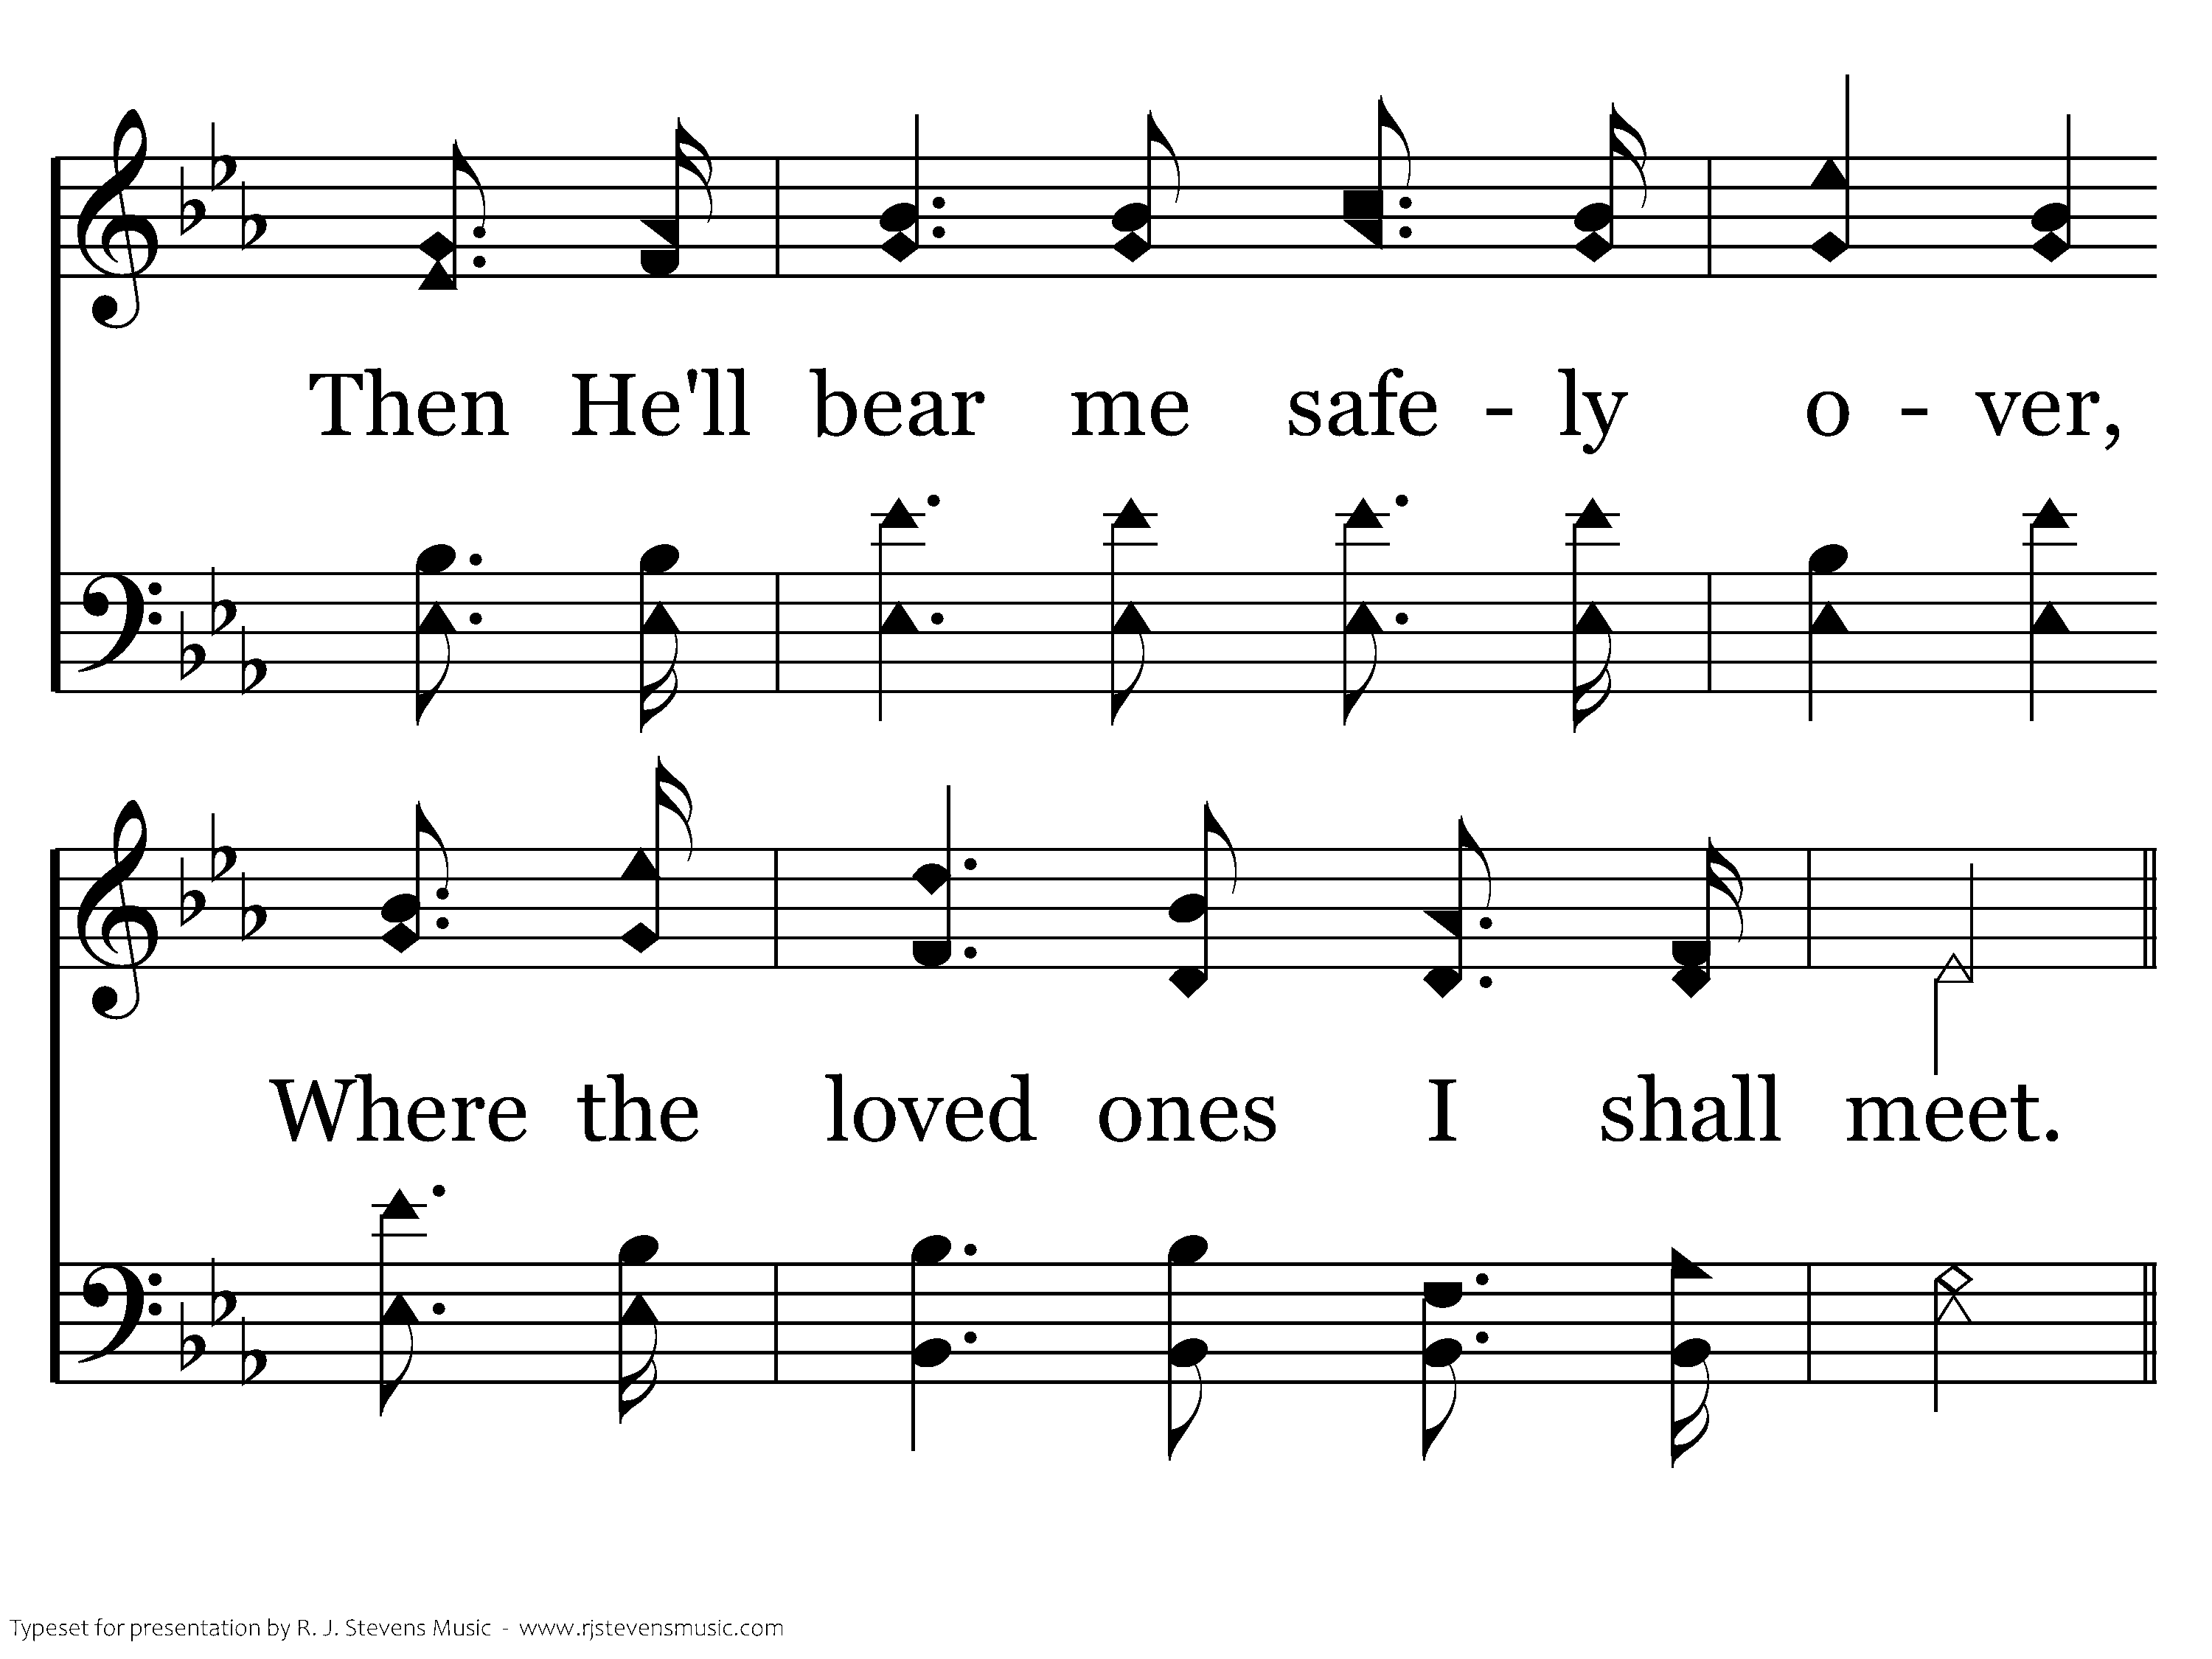 Then He'll bear me safe - ly o - ver,
Where the loved ones I shall meet.
Typeset for presentation by R. J. Stevens Music - www.rjstevensmusic.com